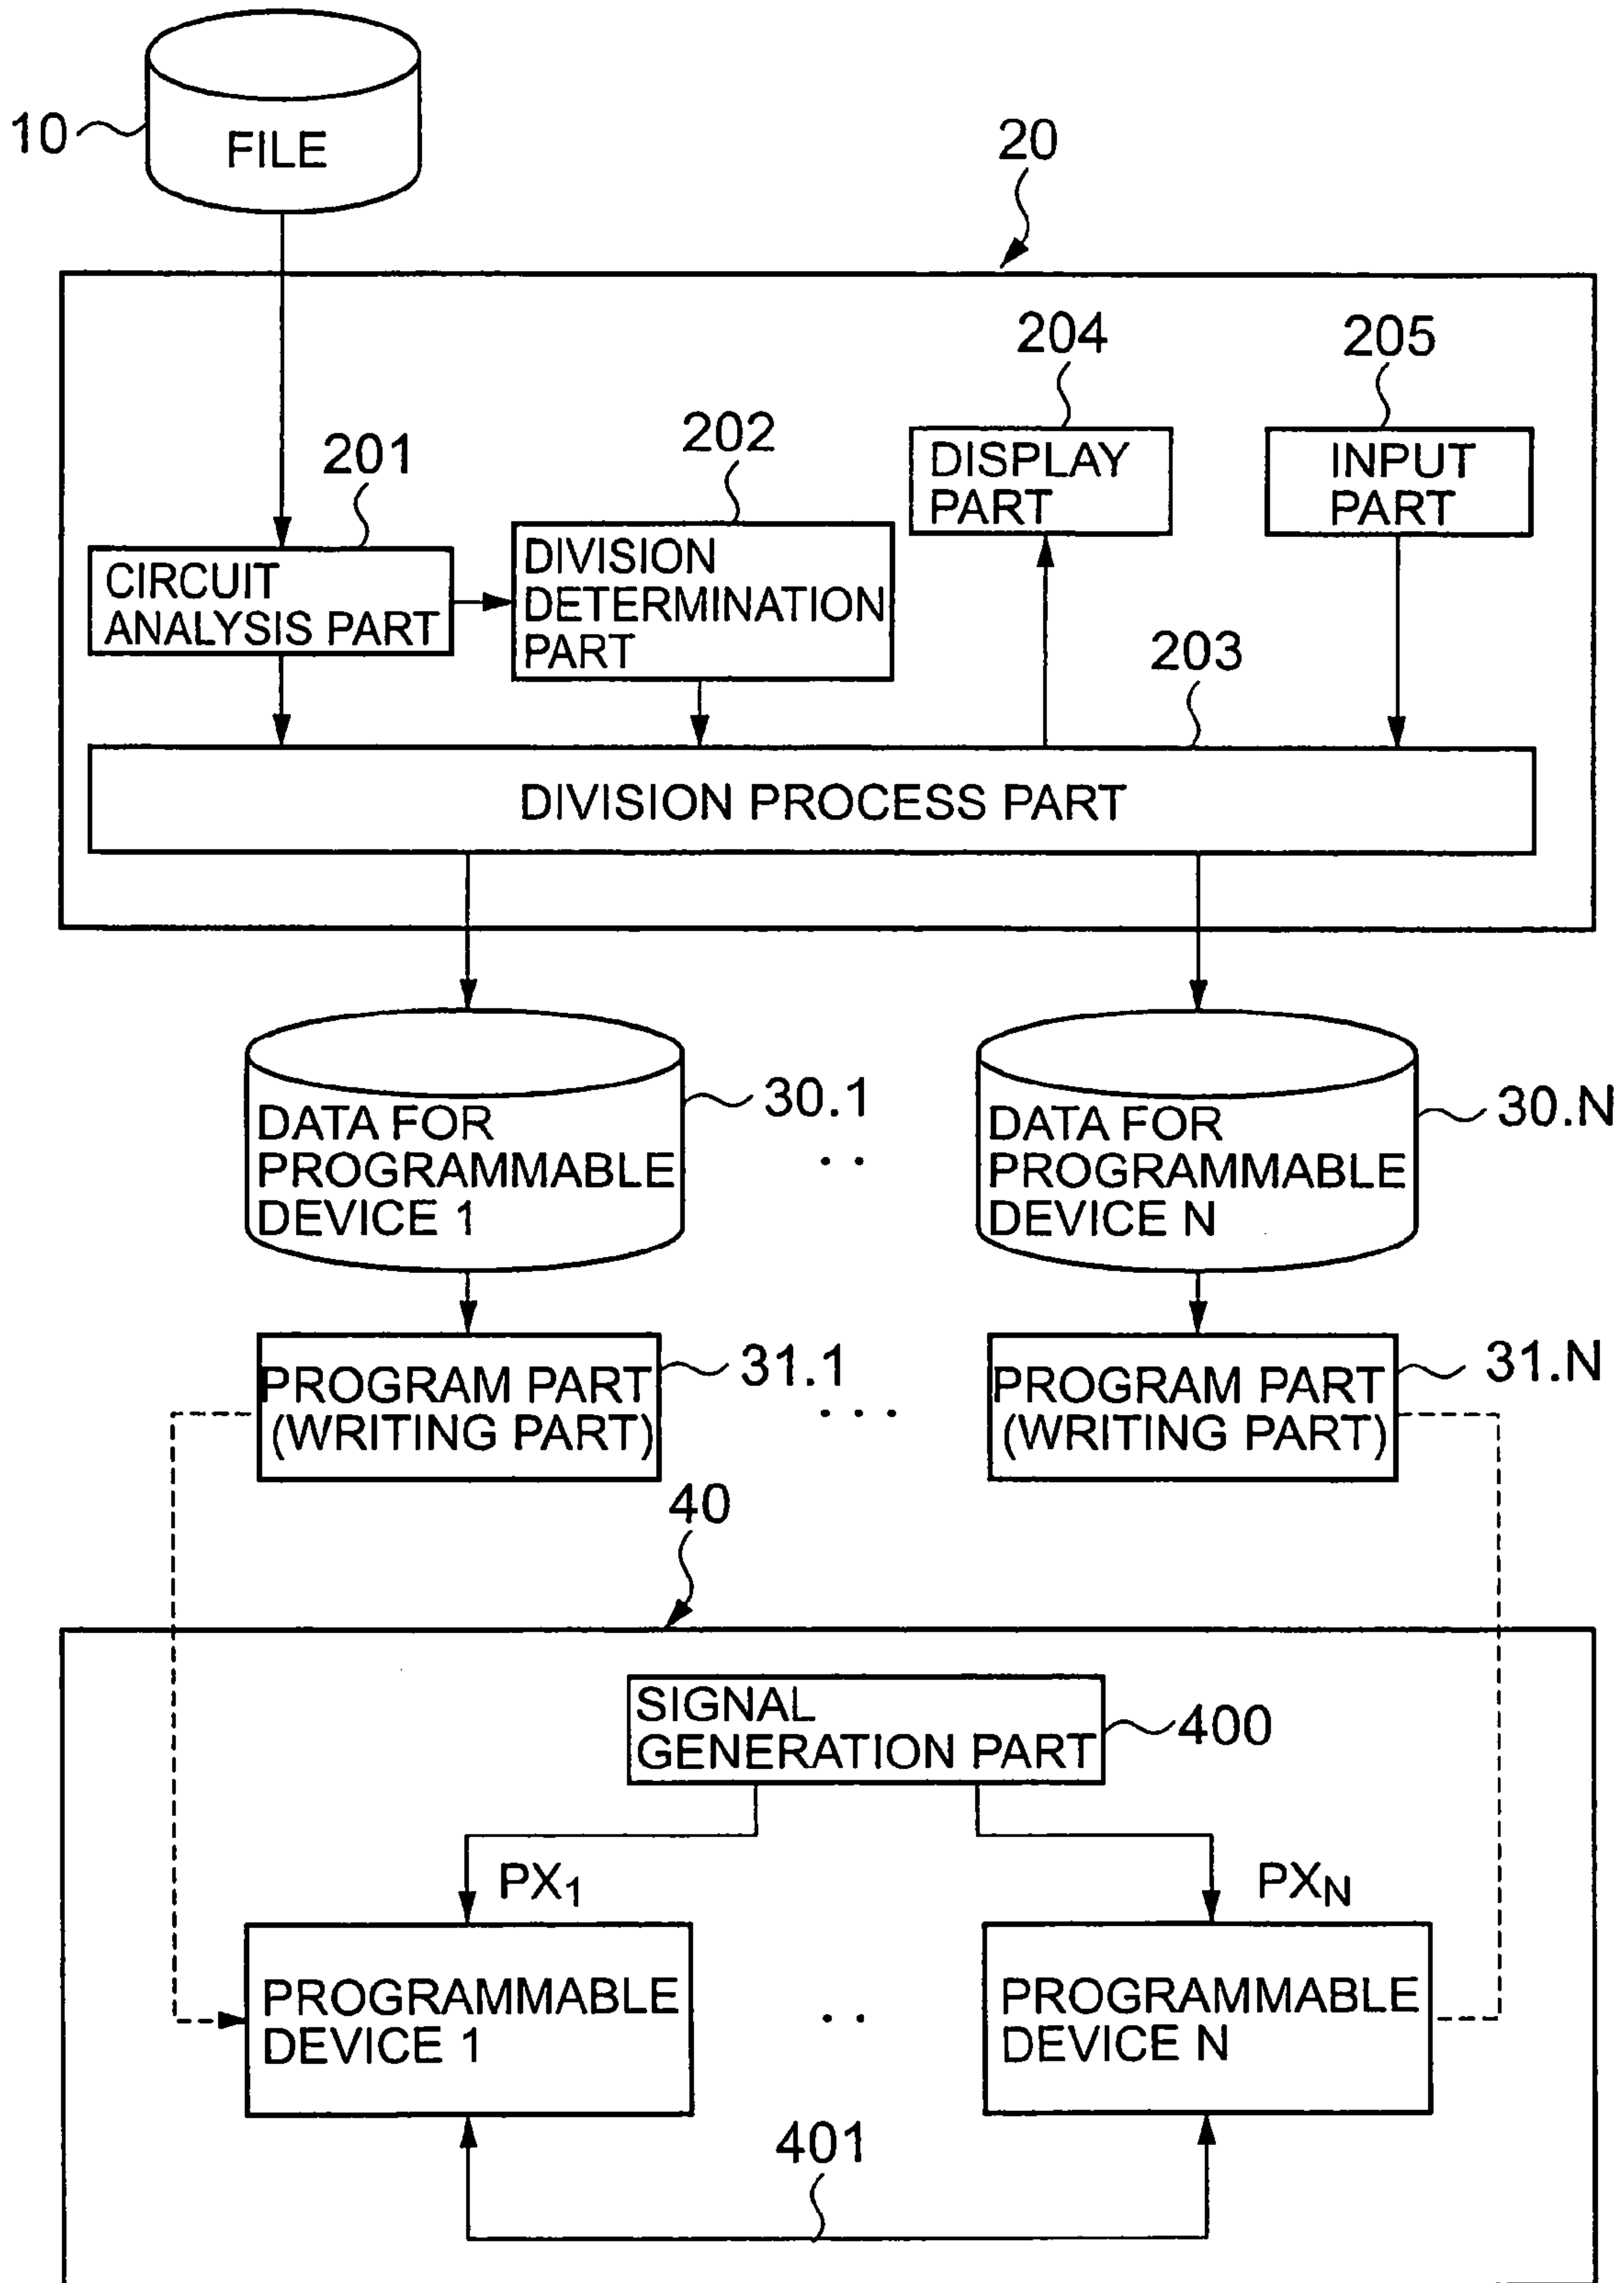 10
FILE
20
204
205
201
202
DISPLAY
PART
INPUT
PART
CIRCUIT
ANALYSIS PART
DIVISION
DETERMINATION
PART
203
DIVISION PROCESS PART
30.1
30.N
DATA FOR
PROGRAMMABLE
DEVICE 1
. .
DATA FOR
PROGRAMMABLE
DEVICE N
31.1
31.N
PROGRAM PART
(WRITING PART)
. . .
PROGRAM PART
(WRITING PART)
40
SIGNAL
GENERATION PART
400
PX1
PXN
PROGRAMMABLE
DEVICE 1
. .
PROGRAMMABLE
DEVICE N
401